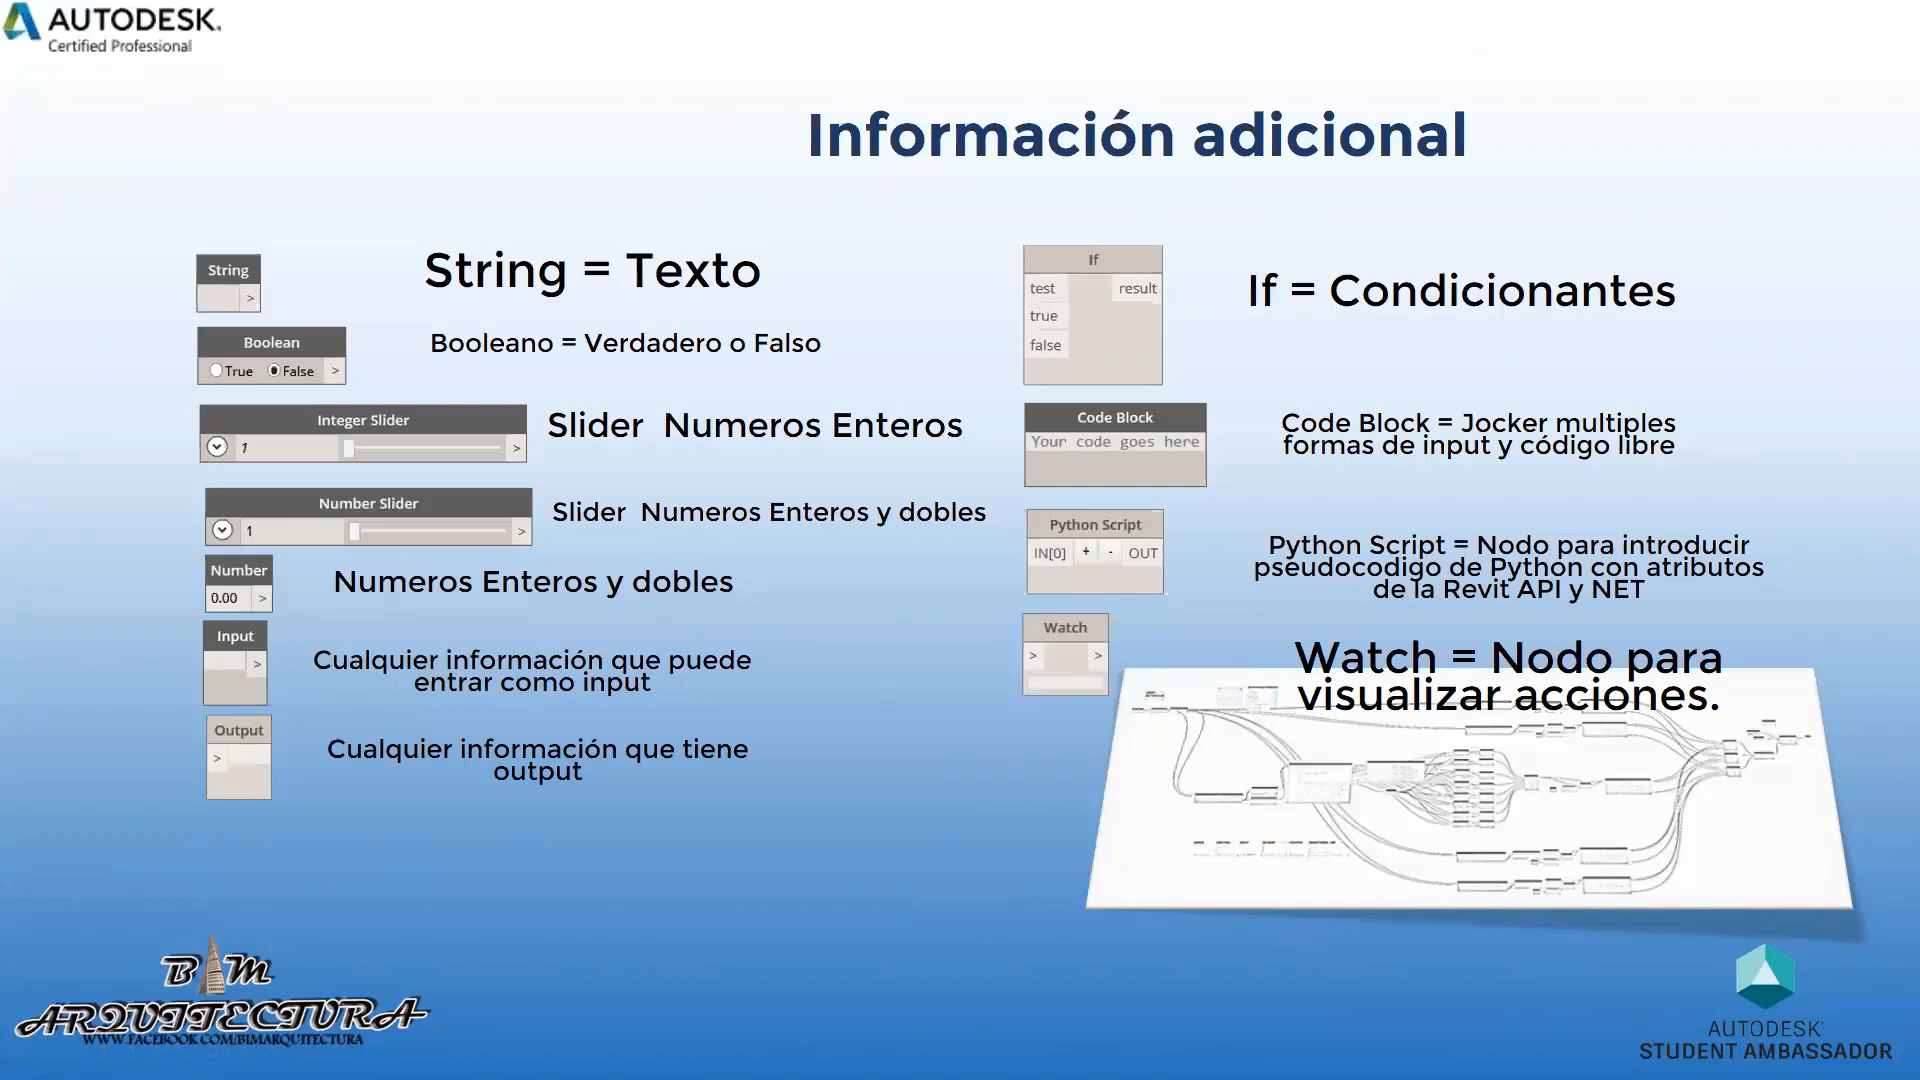 AUTODESK.
Certified Professional
Información adicional
String
>
String = Texto
Boolean
True False >
Booleano = Verdadero o Falso
Integer Slider
1 >
Slider Numeros Enteros
Number Slider
1 >
Slider Numeros Enteros y dobles
Number
0.00 >
Numeros Enteros y dobles
Input
>
Cualquier información que puede
entrar como input
Output
>
Cualquier información que tiene
output
If
test result
true
false
If = Condicionantes
Code Block
Your code goes here
Code Block = Jocker multiples
formas de input y código libre
Python Script
IN[0] + - OUT
Python Script = Nodo para introducir
pseudocodigo de Python con atributos
de la Revit API y NET
Watch
> >
Watch = Nodo para
visualizar acciones.
BIM
ARQUITECTURA
WWW.FACEBOOK.COM/BIMARQUITECTURA
AUTODESK
STUDENT AMBASSADOR